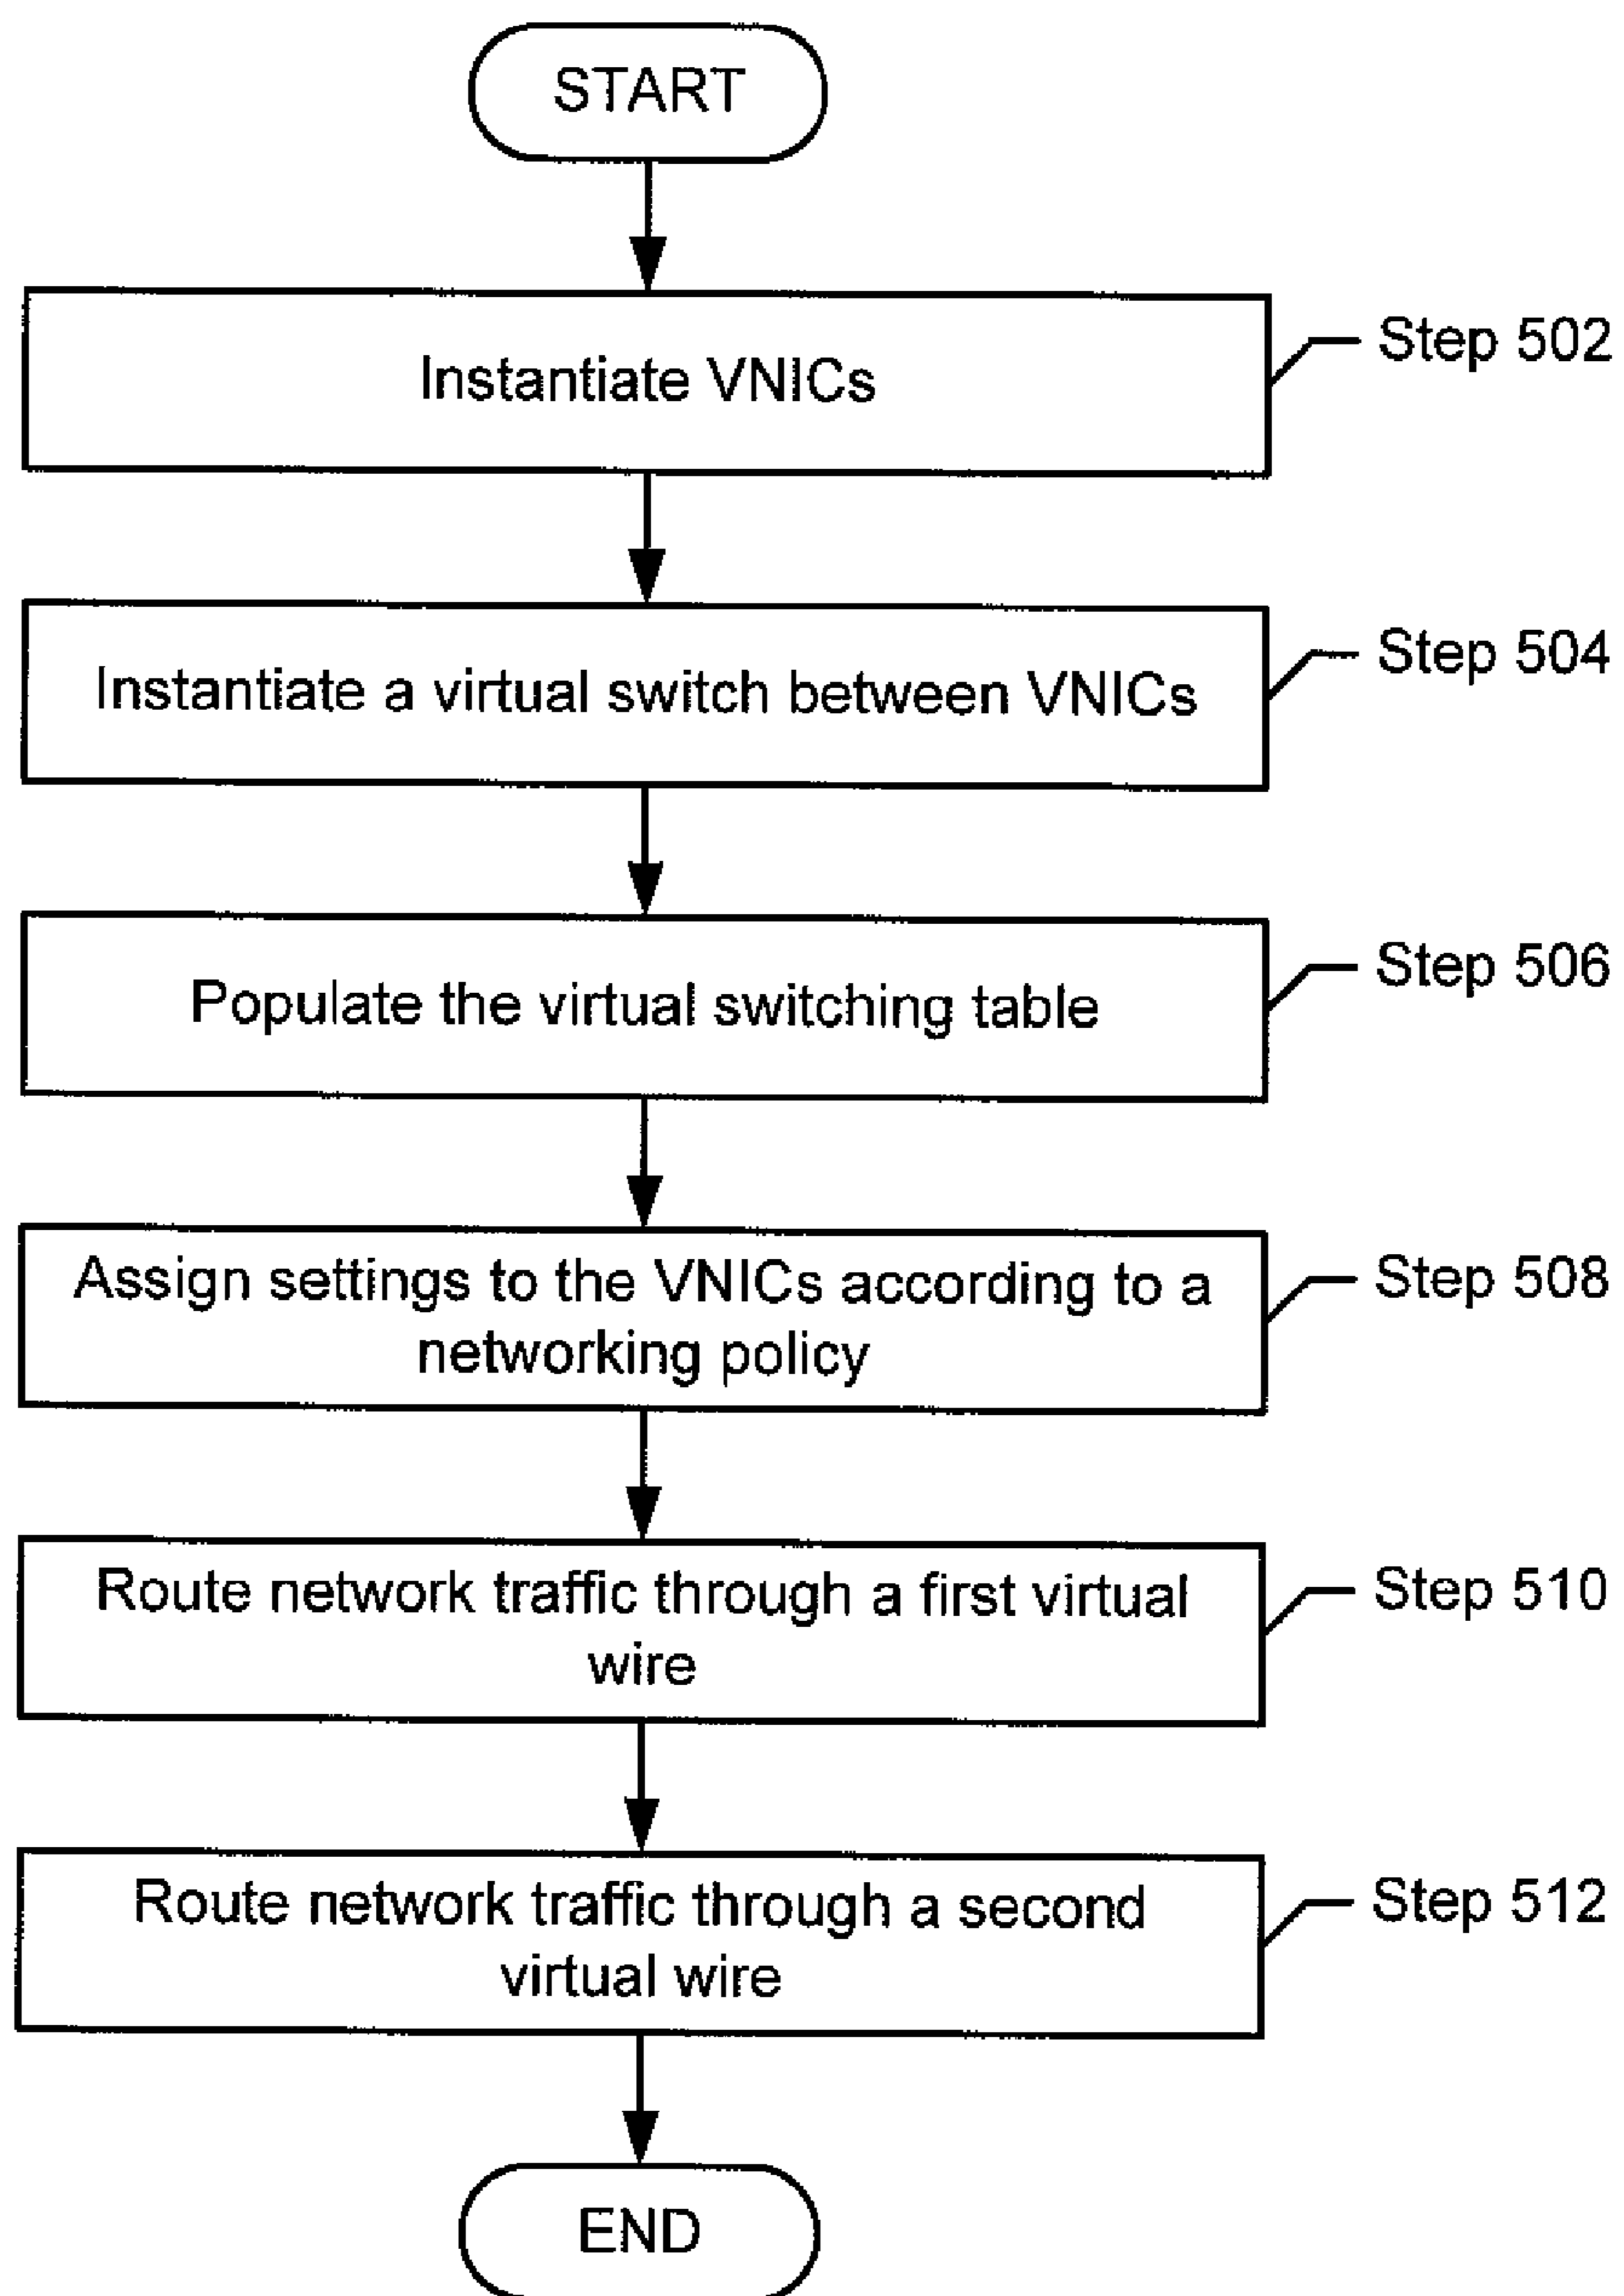 START
Instantiate VNICs
Step 502
Instantiate a virtual switch between VNICs
Step 504
Populate the virtual switching table
Step 506
Assign settings to the VNICs according to a
networking policy
Step 508
Route network traffic through a first virtual
wire
Step 510
Route network traffic through a second
virtual wire
Step 512
END